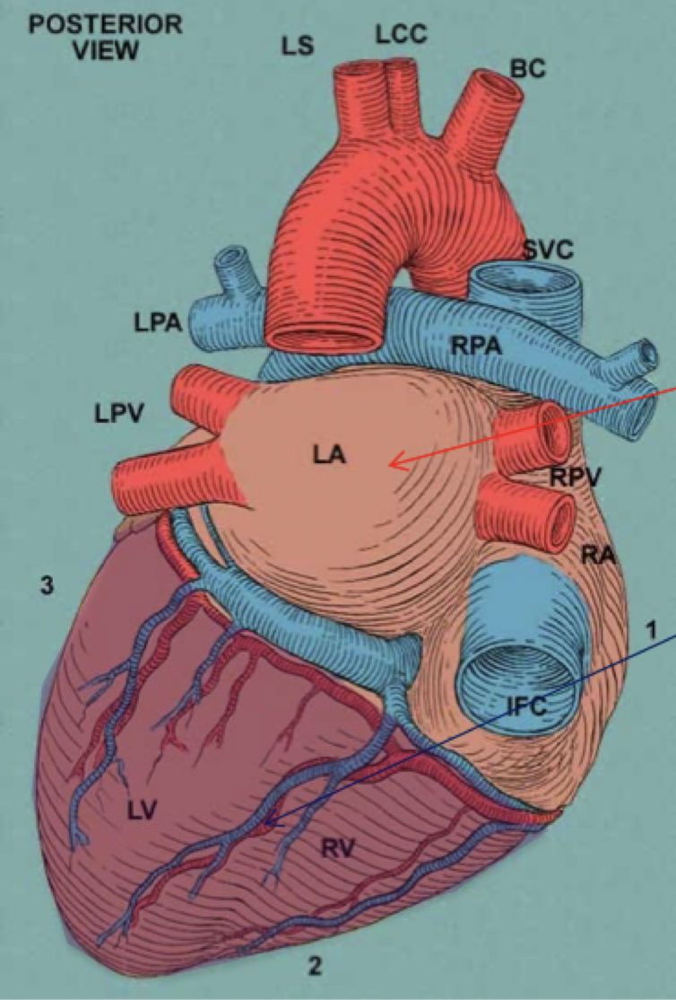 POSTERIOR
VIEW
LS
LCC
BC
SVC
LPA
RPA
LPV
LA
RPV
RA
3
1
IFC
LV
RV
2